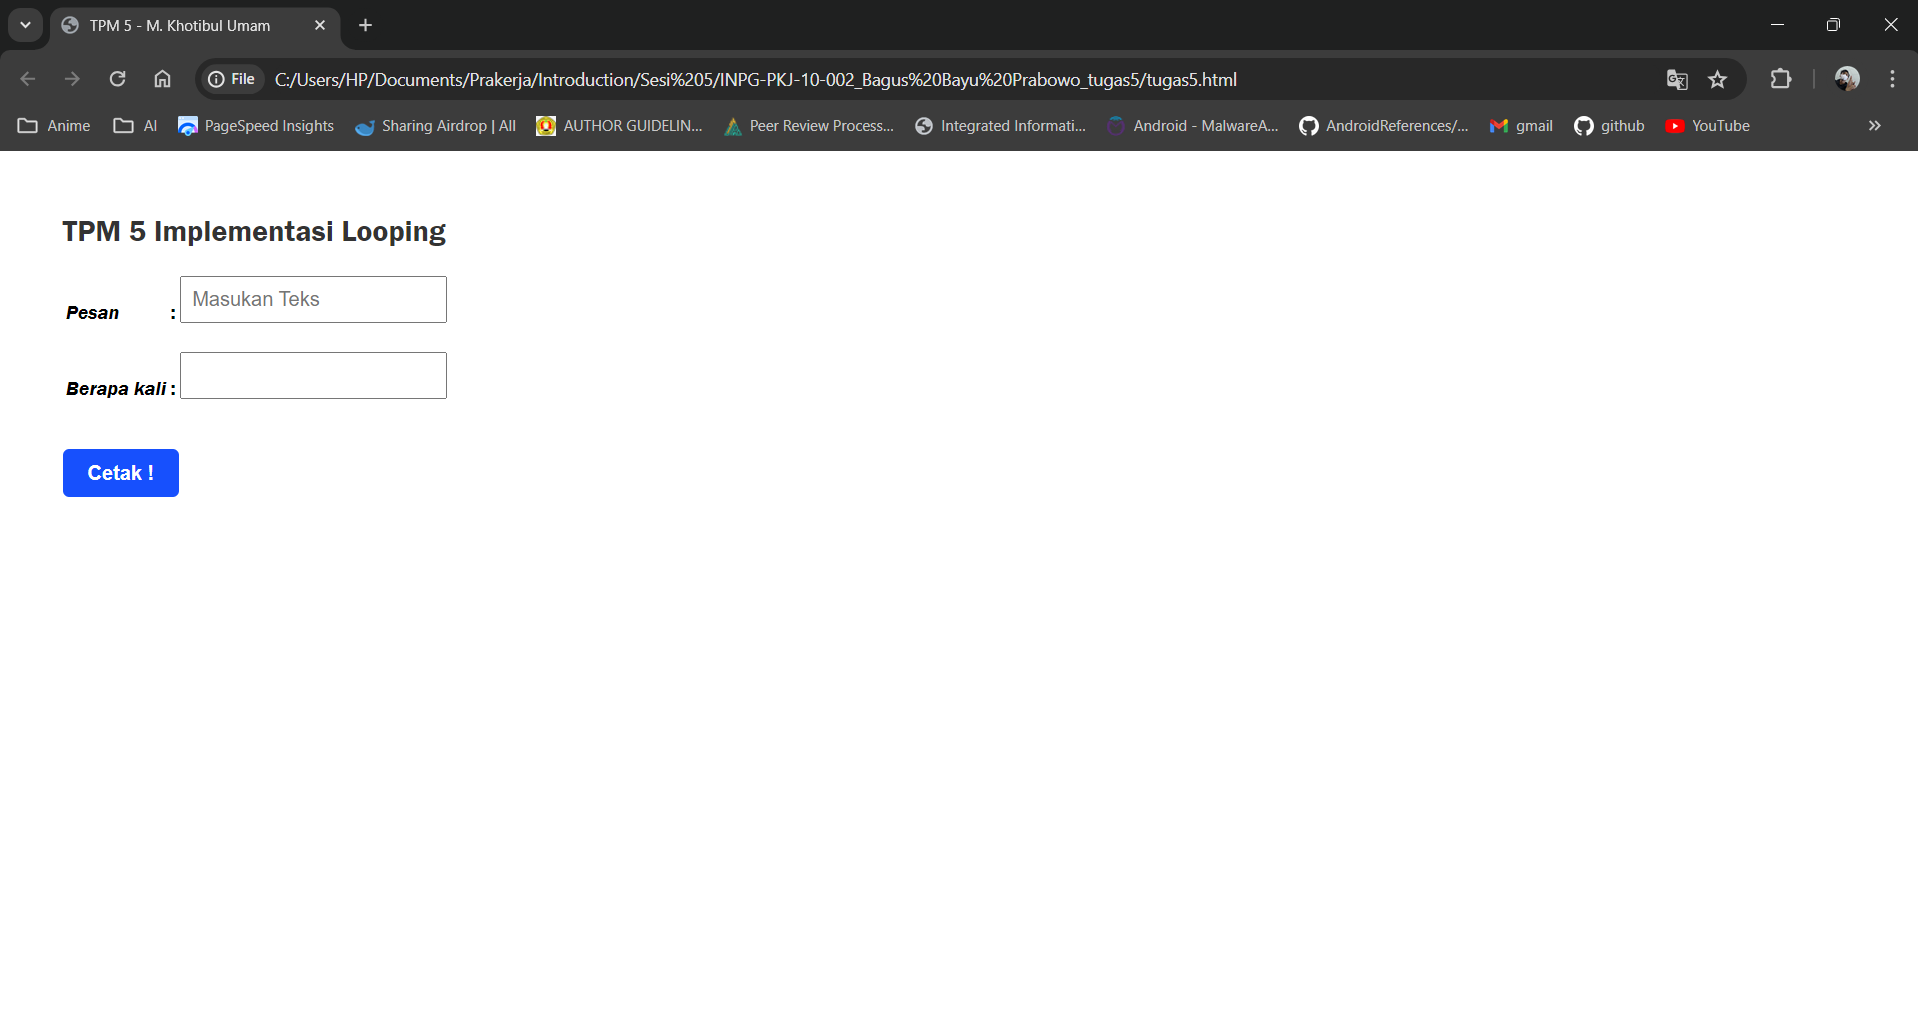 TPM 5 - M. Khotibul Umam
File C:/Users/HP/Documents/Prakerja/Introduction/Sesi%205/INPG-PKJ-10-002_Bagus%20Bayu%20Prabowo_tugas5/tugas5.html
Anime AI PageSpeed Insights Sharing Airdrop | All AUTHOR GUIDELIN... Peer Review Process... Integrated Informati... Android - MalwareA... AndroidReferences/... gmail github YouTube
TPM 5 Implementasi Looping
Pesan : Masukan Teks
Berapa kali :
Cetak !